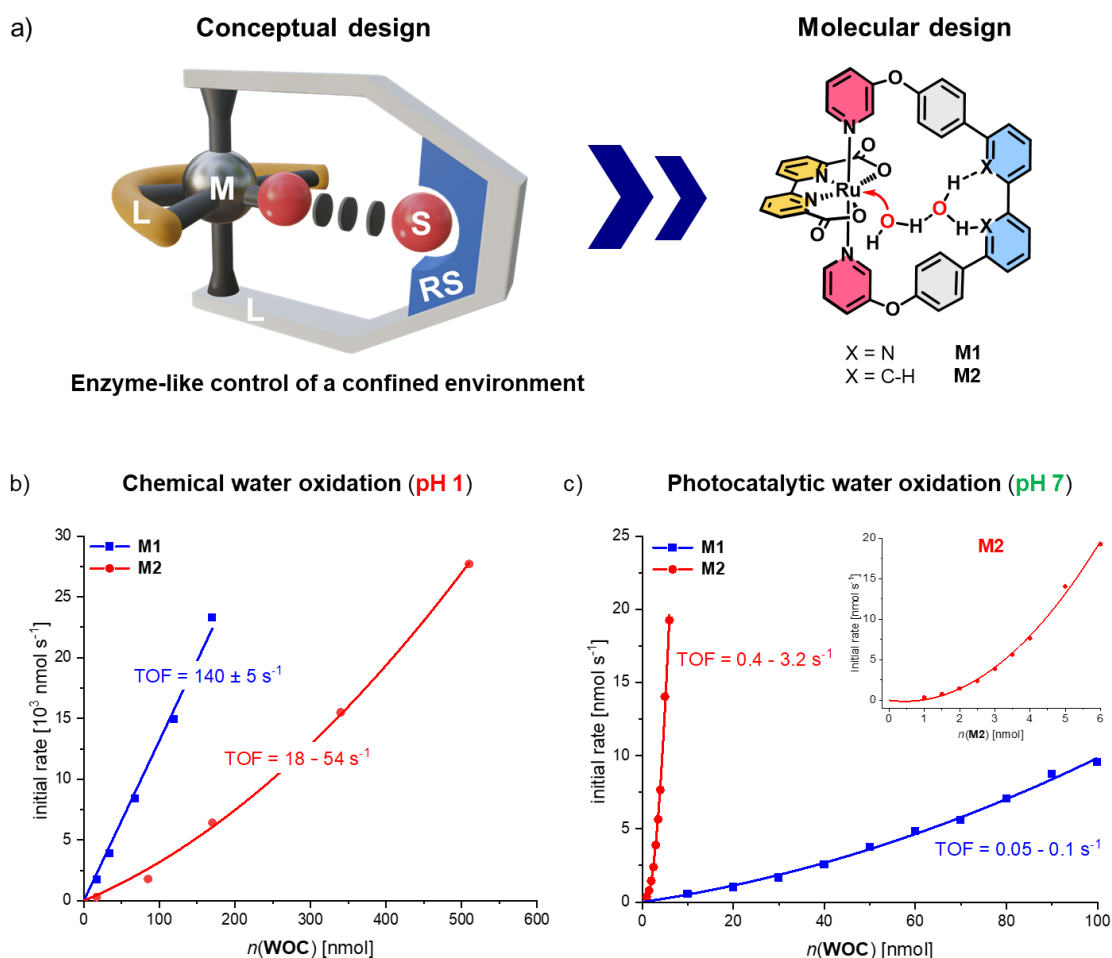 a)
Conceptual design
Molecular design
M
L
L
S
RS
Enzyme-like control of a confined environment
O
N
O
O
X
N
Ru
H
N
O
O
H
H
O
X
O
H
N
O
X = N M1
X = C-H M2
b) Chemical water oxidation (pH 1)
M1
M2
TOF = 140 ± 5 s⁻¹
TOF = 18 - 54 s⁻¹
initial rate [10³ nmol s⁻¹]
30
25
20
15
10
5
0
0 100 200 300 400 500 600
n(WOC) [nmol]
c) Photocatalytic water oxidation (pH 7)
M1
M2
TOF = 0.4 - 3.2 s⁻¹
TOF = 0.05 - 0.1 s⁻¹
initial rate [nmol s⁻¹]
25
20
15
10
5
0
0 20 40 60 80 100
n(WOC) [nmol]
M2
Initial rate [nmol s⁻¹]
20
15
10
5
0
0 1 2 3 4 5 6
n(M2) [nmol]